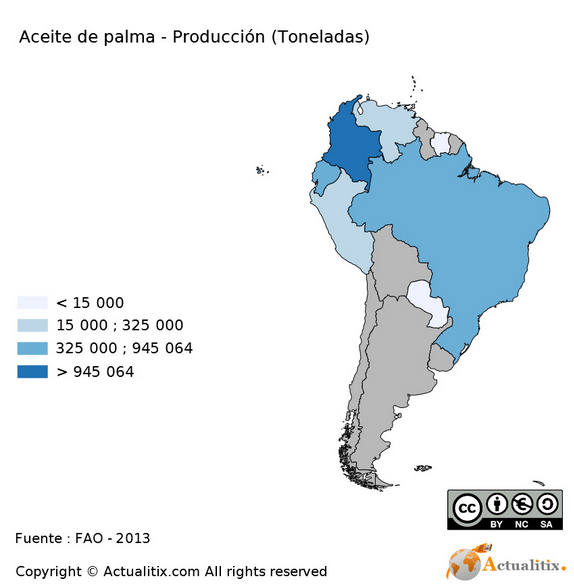 Aceite de palma - Producción (Toneladas)
< 15 000
15 000 ; 325 000
325 000 ; 945 064
> 945 064
cc
BY NC SA
Fuente : FAO - 2013
Actualitix.
Copyright © Actualitix.com All rights reserved